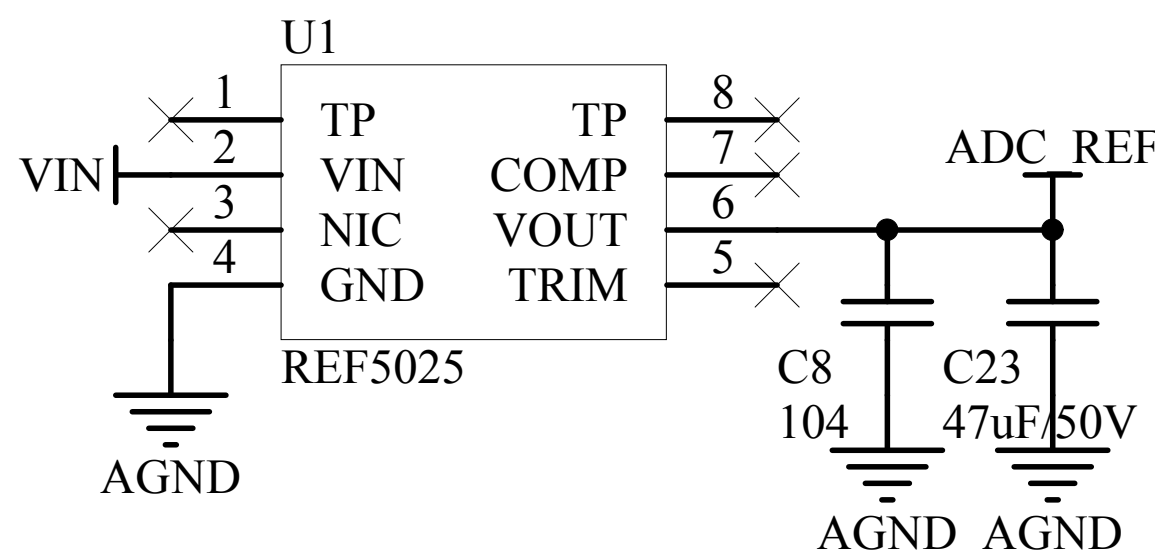 U1
1
TP
TP
8
2
VIN
VIN
COMP
7
3
NIC
VOUT
6
4
GND
TRIM
5
ADC_REF
REF5025
C8
104
C23
47uF/50V
AGND
AGND
AGND